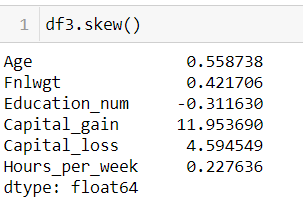 1 df3.skew()
Age 0.558738
Fnlwgt 0.421706
Education_num -0.311630
Capital_gain 11.953690
Capital_loss 4.594549
Hours_per_week 0.227636
dtype: float64